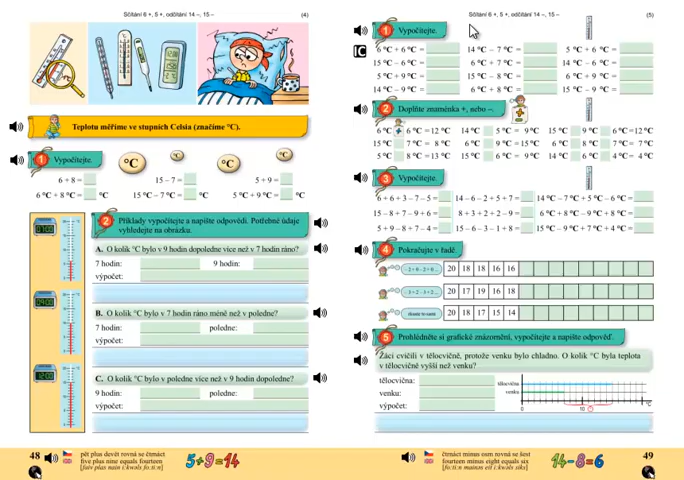 Sčítání 6 +, 5 +, odčítání 14 –, 15 –
(4)
Teplotu měříme ve stupních Celsia (značíme °C).
1 Vypočítejte.
°C °C °C °C
6 + 8 = 15 – 7 = 5 + 9 =
6 °C + 8 °C = °C 15 °C – 7 °C = °C 5 °C + 9 °C = °C
2 Příklady vypočítejte a napište odpovědi. Potřebné údaje
vyhledejte na obrázku.
A. O kolik °C bylo v 9 hodin dopoledne více než v 7 hodin ráno?
7 hodin: 9 hodin:
výpočet:
B. O kolik °C bylo v 7 hodin ráno méně než v poledne?
7 hodin: poledne:
výpočet:
C. O kolik °C bylo v poledne více než v 9 hodin dopoledne?
9 hodin: poledne:
výpočet:
48
pět plus devět rovná se čtrnáct
five plus nine equals fourteen
5+9=14
Sčítání 6 +, 5 +, odčítání 14 –, 15 –
(5)
1 Vypočítejte.
6 °C + 6 °C = 14 °C – 7 °C = 5 °C + 6 °C =
15 °C – 6 °C = 6 °C + 7 °C = 14 °C – 6 °C =
5 °C + 9 °C = 15 °C – 8 °C = 6 °C + 9 °C =
14 °C – 9 °C = 6 °C + 8 °C = 15 °C – 9 °C =
2 Doplňte znaménka +, nebo –.
6 °C + 6 °C = 12 °C 14 °C 5 °C = 9 °C 15 °C 9 °C 6 °C = 12 °C
15 °C 7 °C = 8 °C 6 °C 9 °C = 15 °C 6 °C 8 °C 7 °C = 7 °C
5 °C 8 °C = 13 °C 15 °C 6 °C = 9 °C 14 °C 6 °C 4 °C = 4 °C
3 Vypočítejte.
6 + 6 + 3 – 7 – 5 = 14 – 6 – 2 + 5 + 7 = 14 °C – 7 °C + 5 °C – 6 °C =
15 – 8 + 7 – 9 + 6 = 8 + 3 + 2 + 2 – 9 = 6 °C + 8 °C – 9 °C + 8 °C =
5 + 9 – 8 + 7 – 4 = 15 – 6 – 3 – 1 + 8 = 15 °C – 9 °C + 7 °C + 4 °C =
4 Pokračujte v řadě.
20 18 18 16 16
20 17 19 16 18
20 18 17 15 14
5 Prohlédněte si grafické znázornění, vypočítejte a napište odpověď.
Žáci cvičili v tělocvičně, protože venku bylo chladno. O kolik °C byla teplota
v tělocvičně vyšší než venku?
tělocvična:
venku:
výpočet:
tělocvična
venku
0 10 °C
čtrnáct minus osm rovná se šest
fourteen minus eight equals six
14–8=6
49